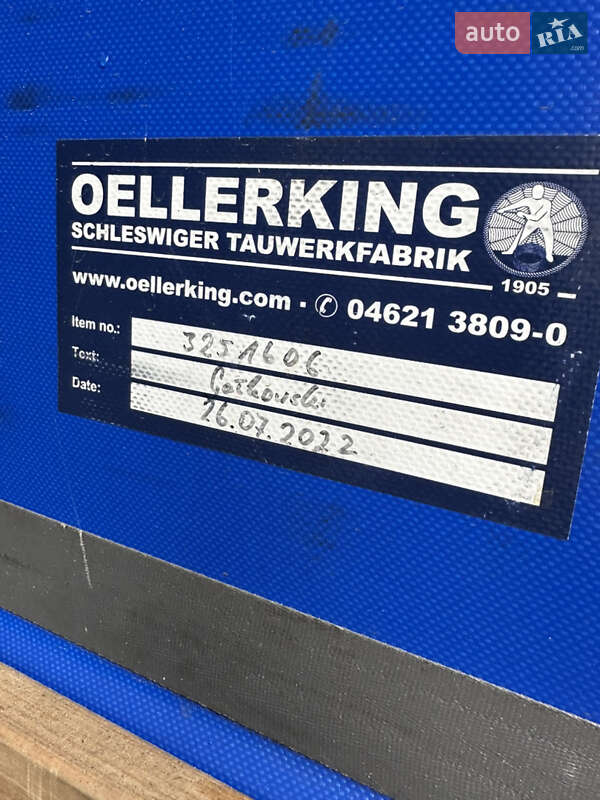 auto RIA.com
OELLERKING
SCHLESWIGER TAUWERKFABRIK
1905
www.oellerking.com · ✆ 04621 3809-0
Item no.: 3251606
Text:
Date: 26.07.2022